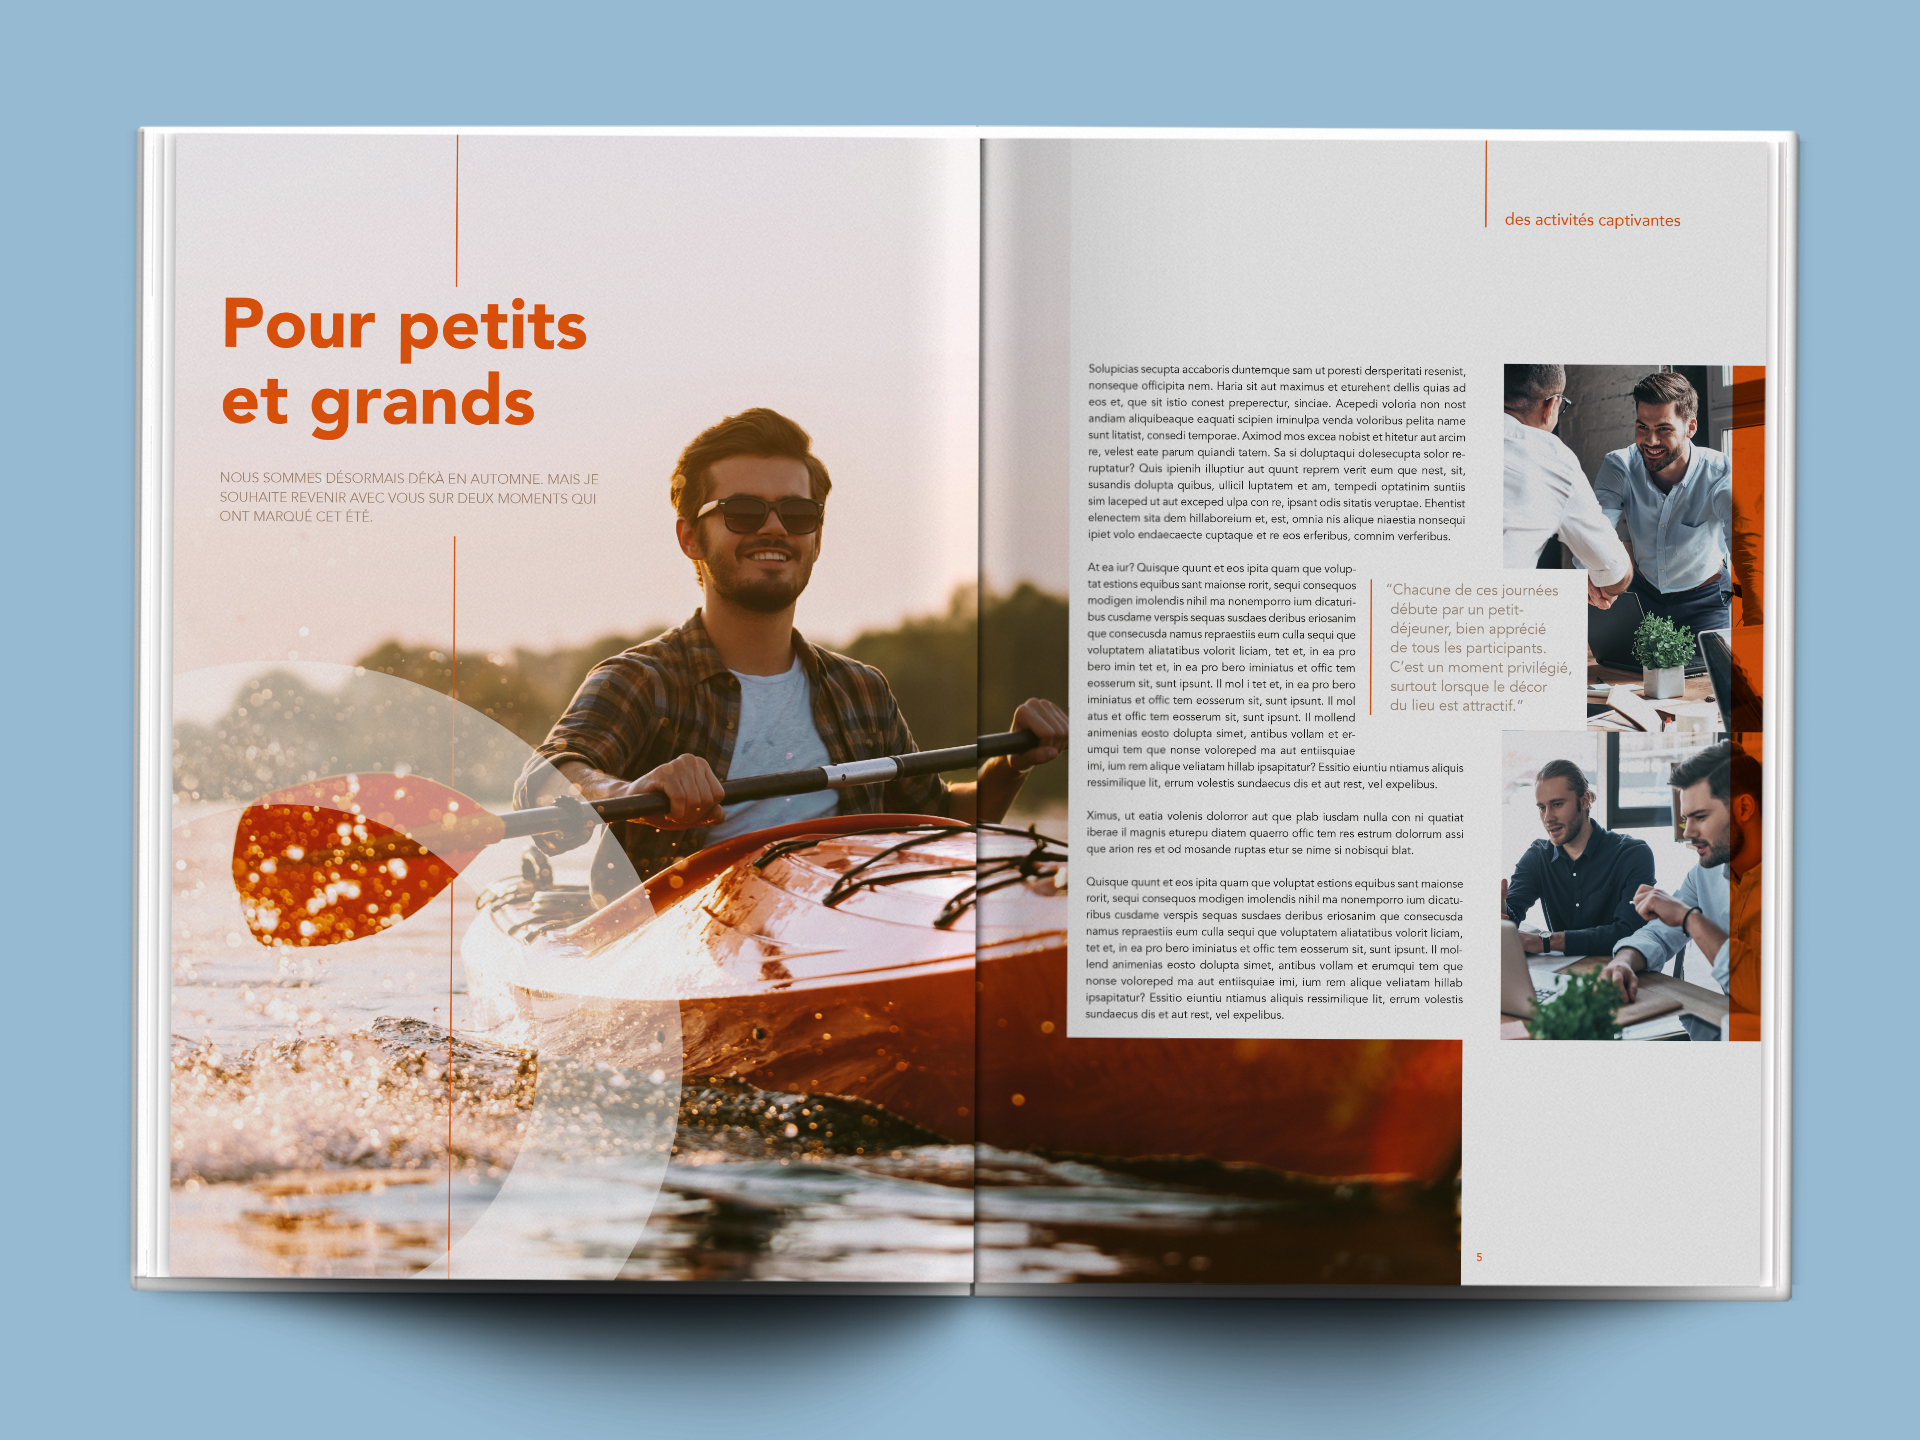 Pour petits
et grands
NOUS SOMMES DÉSORMAIS DÉKÀ EN AUTOMNE. MAIS JE
SOUHAITE REVENIR AVEC VOUS SUR DEUX MOMENTS QUI
ONT MARQUÉ CET ÉTÉ.
des activités captivantes
Solupicias secupta accaboris duntemque sam ut poresti dersperitati resenist,
nonseque officipita nem. Haria sit aut maximus et eturehent dellis quias ad
eos et, que sit istio conest preperectur, sinciae. Acepedi voloria non nost
andiam aliquibeaque eaquati scipien iminulpa venda voloribus pelita name
sunt litatist, consedi temporae. Aximod mos excea nobist et hitetur aut arcim
re, velest eate parum quiandi tatem. Sa si doluptaqui dolesecupta solor re-
ruptatur? Quis ipienih illuptiur aut qunt reprem verit eum que nest, sit,
susandis dolupta quibus, ullicil luptatem et am, tempedi optatinim suntiis
sim laceped ut aut exceped ulpa con re, ipsant odis sitatis veruptae. Ehentist
elenectem sita dem hillaboreium et, est, omnia nis alique niaestia nonsequi
ipiet volo endaecaecte cuptaque et re eos erferibus, comnim verferibus.
At ea iur? Quisque quunt et eos ipita quam que volup-
tat estions equibus sant maionse rorit, sequi consequos
modigen imolendis nihil ma nonemporro ium dicaturi-
bus cusdame verspis sequas susdaes deribus eriosanim
que consecusda namus repraestiis eum culla sequi que
voluptatem aliatatibus volorit liciam, tet et, in ea pro
bero imin tet et, in ea pro bero iminiatus et offic tem
eosserum sit, sunt ipsunt. Il mol i tet et, in ea pro bero
iminiatus et offic tem eosserum sit, sunt ipsunt. Il mol
atus et offic tem eosserum sit, sunt ipsunt. Il mollend
animenias eosto dolupta simet, antibus vollam et er-
umqui tem que nonse voloreped ma aut entiisquiae
imi, ium rem alique veliatam hillab ipsapitatur? Essitio eiuntiu ntiamus aliquis
ressimilique lit, errum volestis sundaecus dis et aut rest, vel expelibus.
"Chacune de ces journées
débute par un petit-
déjeuner, bien apprécié
de tous les participants.
C'est un moment privilégié,
surtout lorsque le décor
du lieu est attractif."
Ximus, ut eatia volenis dolorror aut que plab iusdam nulla con ni quatiat
iberae il magnis eturepu diatem quaerro offic tem res estrum dolorrum assi
que arion res et od mosande ruptas etur se nime si nobisqui blat.
Quisque quunt et eos ipita quam que voluptat estions equibus sant maionse
rorit, sequi consequos modigen imolendis nihil ma nonemporro ium dicatu-
ribus cusdame verspis sequas susdaes deribus eriosanim que consecusda
namus repraestiis eum culla sequi que voluptatem aliatatibus volorit liciam,
tet et, in ea pro bero iminiatus et offic tem eosserum sit, sunt ipsunt. Il mol-
lend animenias eosto dolupta simet, antibus vollam et erumqui tem que
nonse voloreped ma aut entiisquiae imi, ium rem alique veliatam hillab
ipsapitatur? Essitio eiuntiu ntiamus aliquis ressimilique lit, errum volestis
sundaecus dis et aut rest, vel expelibus.
5